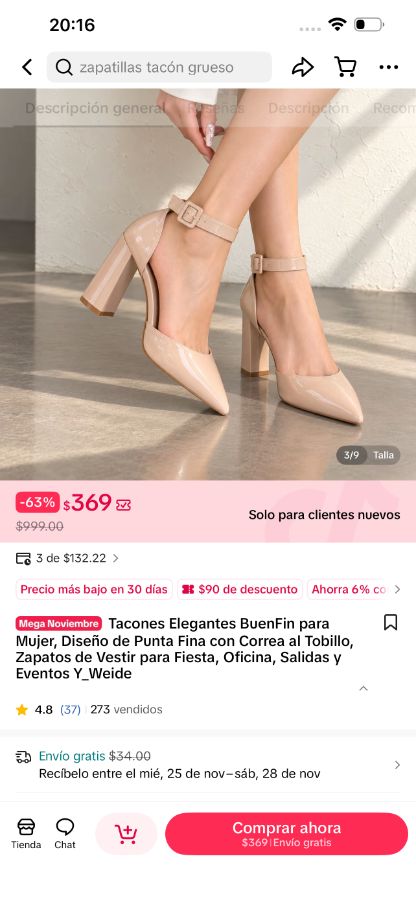 20:16
zapatillas tacón grueso
Descripción general Reseñas Descripción Recom
3/9 Talla
-63% $369
$999.00
Solo para clientes nuevos
3 de $132.22 >
Precio más bajo en 30 días $90 de descuento Ahorra 6% co
Mega Noviembre Tacones Elegantes BuenFin para
Mujer, Diseño de Punta Fina con Correa al Tobillo,
Zapatos de Vestir para Fiesta, Oficina, Salidas y
Eventos Y_Weide
4.8 (37) 273 vendidos
Envío gratis $34.00
Recíbelo entre el mié, 25 de nov–sáb, 28 de nov
Tienda
Chat
Comprar ahora
$369 | Envío gratis